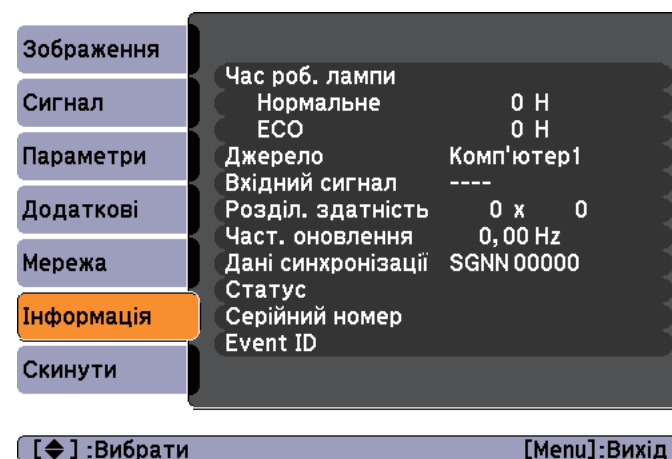 Зображення
Сигнал
Параметри
Додаткові
Мережа
Інформація
Скинути
Час роб. лампи
Нормальне 0 H
ECO 0 H
Джерело Комп'ютер1
Вхідний сигнал ----
Розділ. здатність 0 x 0
Част. оновлення 0,00 Hz
Дані синхронізації SGNN 00000
Статус
Серійний номер
Event ID
[◆] :Вибрати [Menu]:Вихід